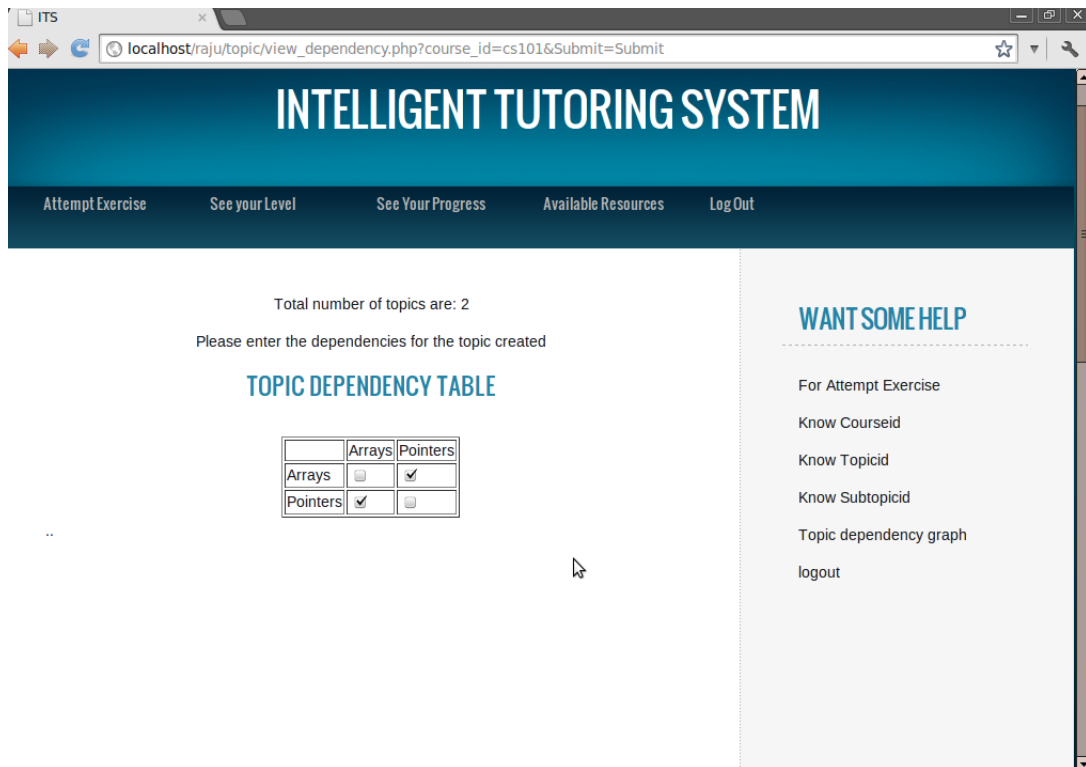 ITS
localhost/raju/topic/view_dependency.php?course_id=cs101&Submit=Submit
INTELLIGENT TUTORING SYSTEM
Attempt Exercise See your Level See Your Progress Available Resources Log Out
Total number of topics are: 2
Please enter the dependencies for the topic created
TOPIC DEPENDENCY TABLE
Arrays Pointers
Arrays
Pointers
..
WANT SOME HELP
For Attempt Exercise
Know Courseid
Know Topicid
Know Subtopicid
Topic dependency graph
logout